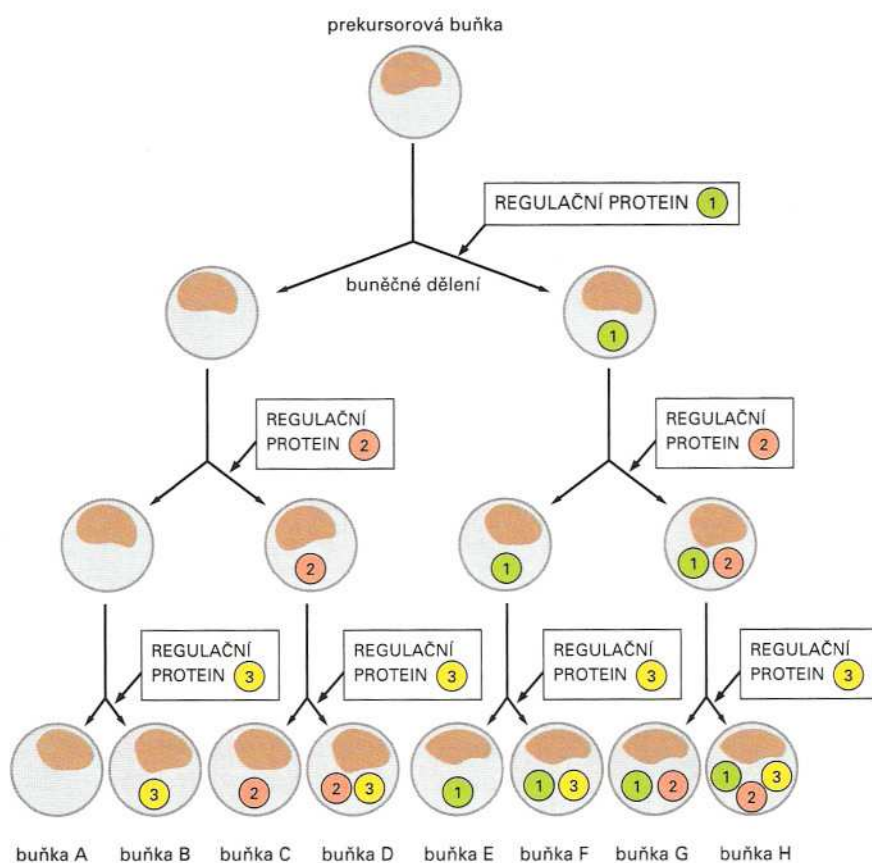 prekursorová buňka
REGULAČNÍ PROTEIN 1
buněčné dělení
1
REGULAČNÍ
PROTEIN 2
REGULAČNÍ
PROTEIN 2
2
1
1 2
REGULAČNÍ
PROTEIN 3
REGULAČNÍ
PROTEIN 3
REGULAČNÍ
PROTEIN 3
REGULAČNÍ
PROTEIN 3
3
2
2 3
1
1 3
1 2
1 2 3
buňka A buňka B buňka C buňka D buňka E buňka F buňka G buňka H